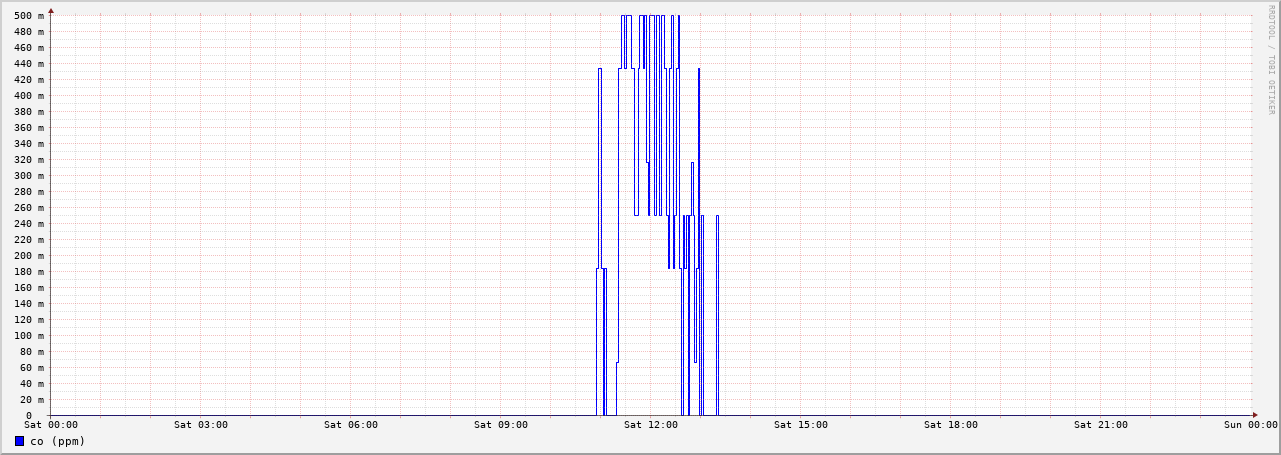 500 m
480 m
460 m
440 m
420 m
400 m
380 m
360 m
340 m
320 m
300 m
280 m
260 m
240 m
220 m
200 m
180 m
160 m
140 m
120 m
100 m
80 m
60 m
40 m
20 m
0
Sat 00:00 Sat 03:00 Sat 06:00 Sat 09:00 Sat 12:00 Sat 15:00 Sat 18:00 Sat 21:00 Sun 00:00
co (ppm)
RRDTOOL / TOBI OETIKER